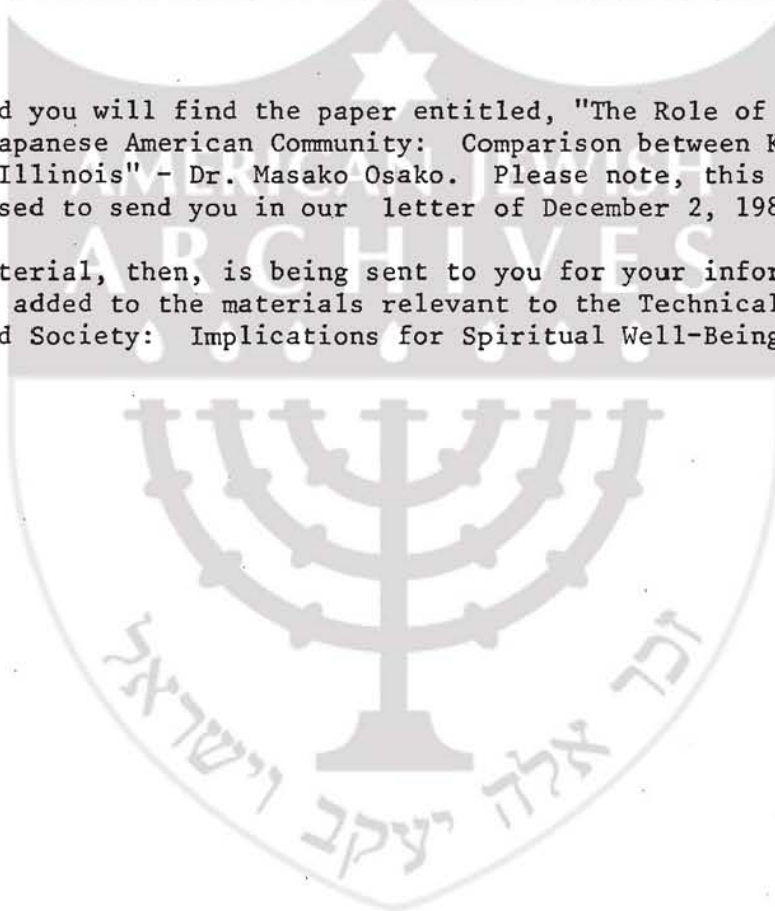 d you will find the paper entitled, "The Role of
apanese American Community: Comparison between K
Illinois" - Dr. Masako Osako. Please note, this
sed to send you in our letter of December 2, 198
terial, then, is being sent to you for your infor
added to the materials relevant to the Technical
d Society: Implications for Spiritual Well-Being
AMERICAN JEWISH
ARCHIVES
זכר אלה יעקב וישראל